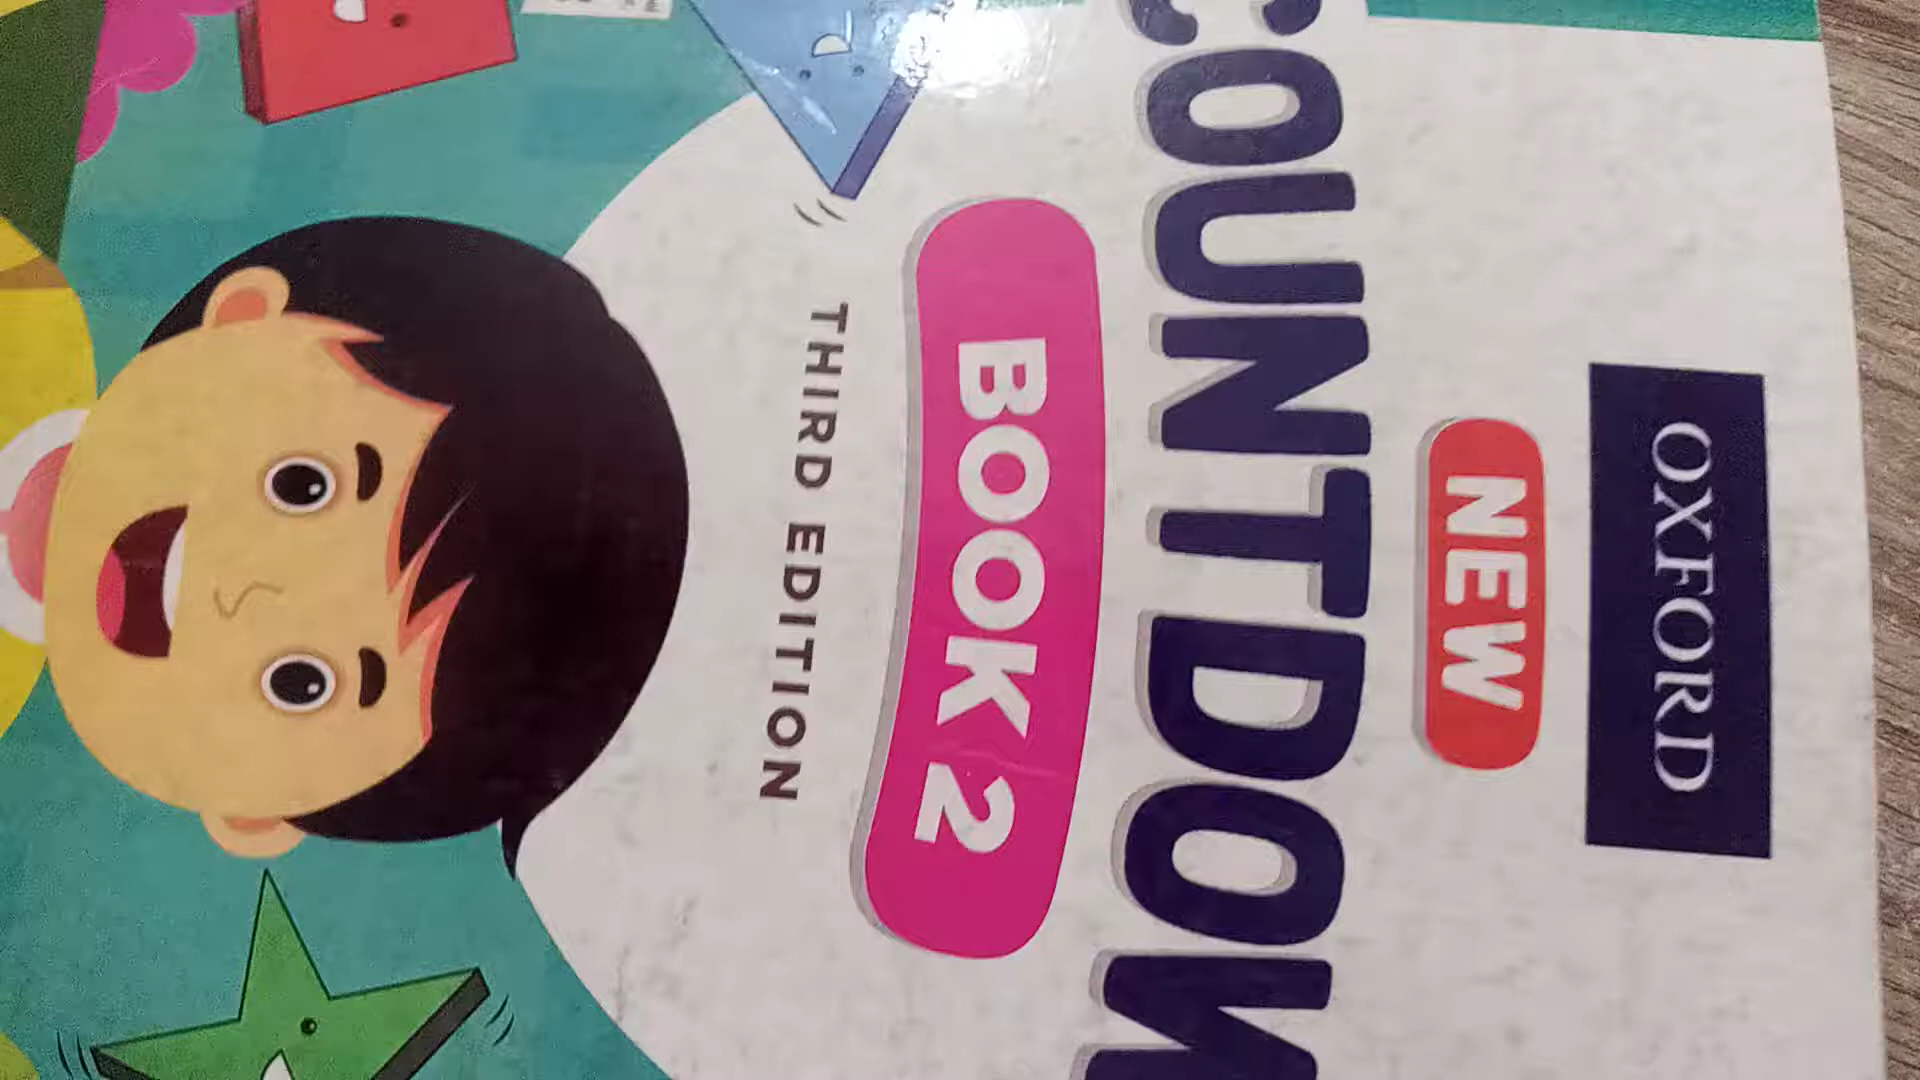 OXFORD
NEW
COUNTDOW
BOOK 2
THIRD EDITION